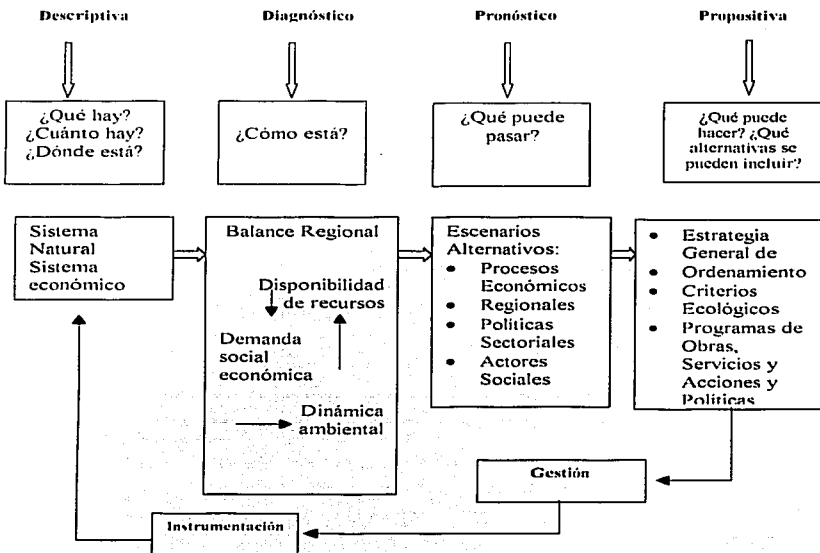 Descriptiva
Diagnóstico
Pronóstico
Propositiva
¿Qué hay?
¿Cuánto hay?
¿Dónde está?
¿Cómo está?
¿Qué puede
pasar?
¿Qué puede
hacer? ¿Qué
alternativas se
pueden incluir?
Sistema
Natural
Sistema
económico
Balance Regional
Disponibilidad
de recursos
Demanda
social
económica
Dinámica
ambiental
Escenarios
Alternativos:
• Procesos
Económicos
• Regionales
• Políticas
Sectoriales
• Actores
Sociales
• Estrategia
General de
• Ordenamiento
• Criterios
Ecológicos
• Programas de
Obras,
Servicios y
Acciones y
Políticas
Gestión
Instrumentación